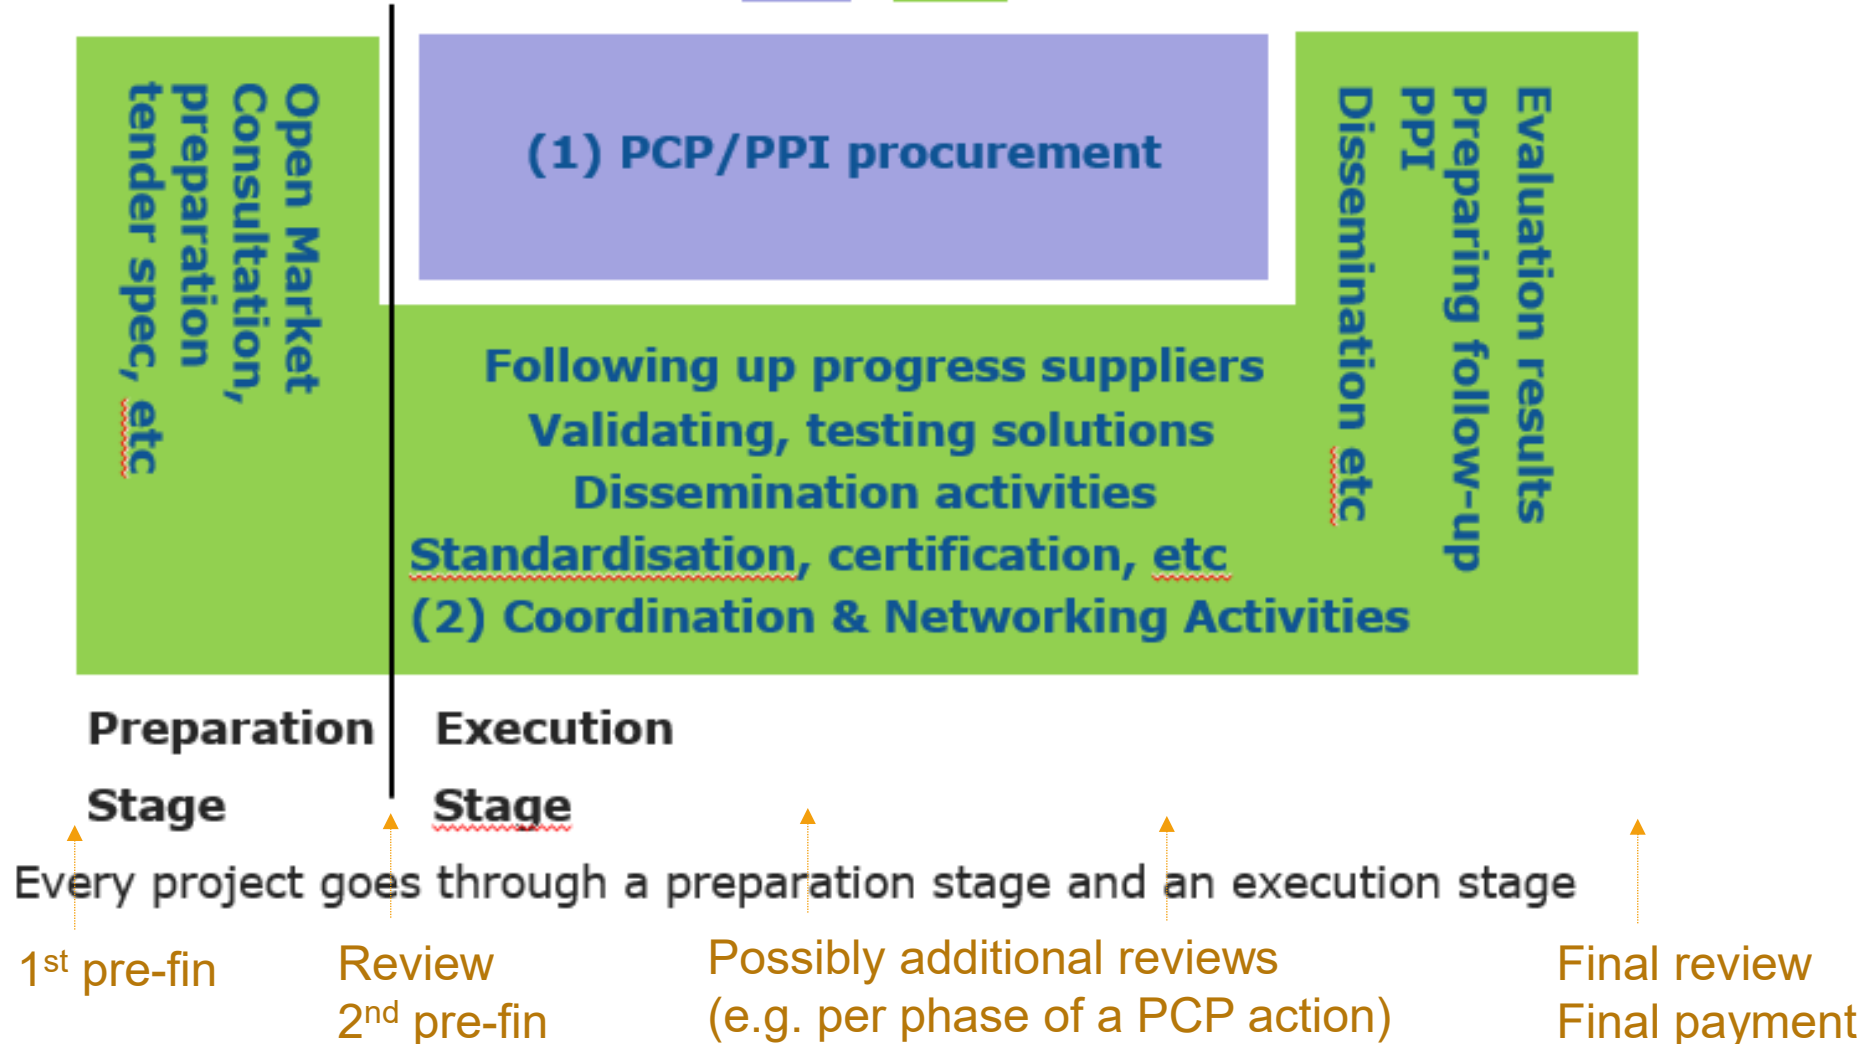 Open Market
Consultation,
preparation
tender spec, etc
(1) PCP/PPI procurement
Evaluation results
Preparing follow-up
PPI
Dissemination etc
Following up progress suppliers
Validating, testing solutions
Dissemination activities
Standardisation, certification, etc
(2) Coordination & Networking Activities
Preparation
Stage
Execution
Stage
Every project goes through a preparation stage and an execution stage
1st pre-fin
Review
2nd pre-fin
Possibly additional reviews
(e.g. per phase of a PCP action)
Final review
Final payment